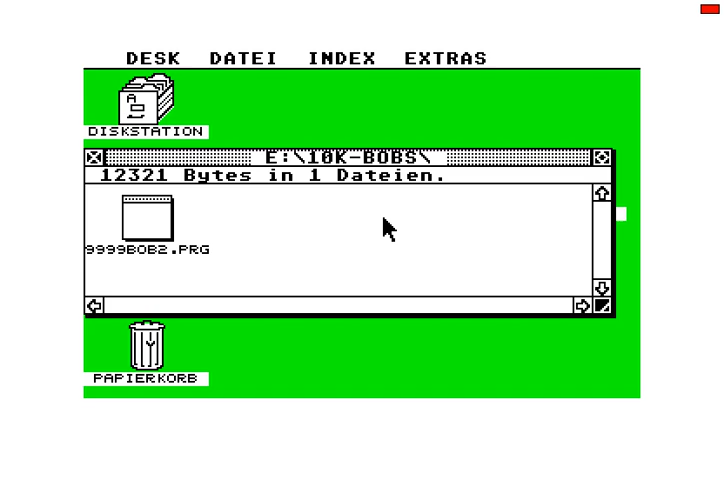 DESK DATEI INDEX EXTRAS
A
DISKSTATION
E:\10K-BOBS\
12321 Bytes in 1 Dateien.
9999BOB2.PRG
PAPIERKORB